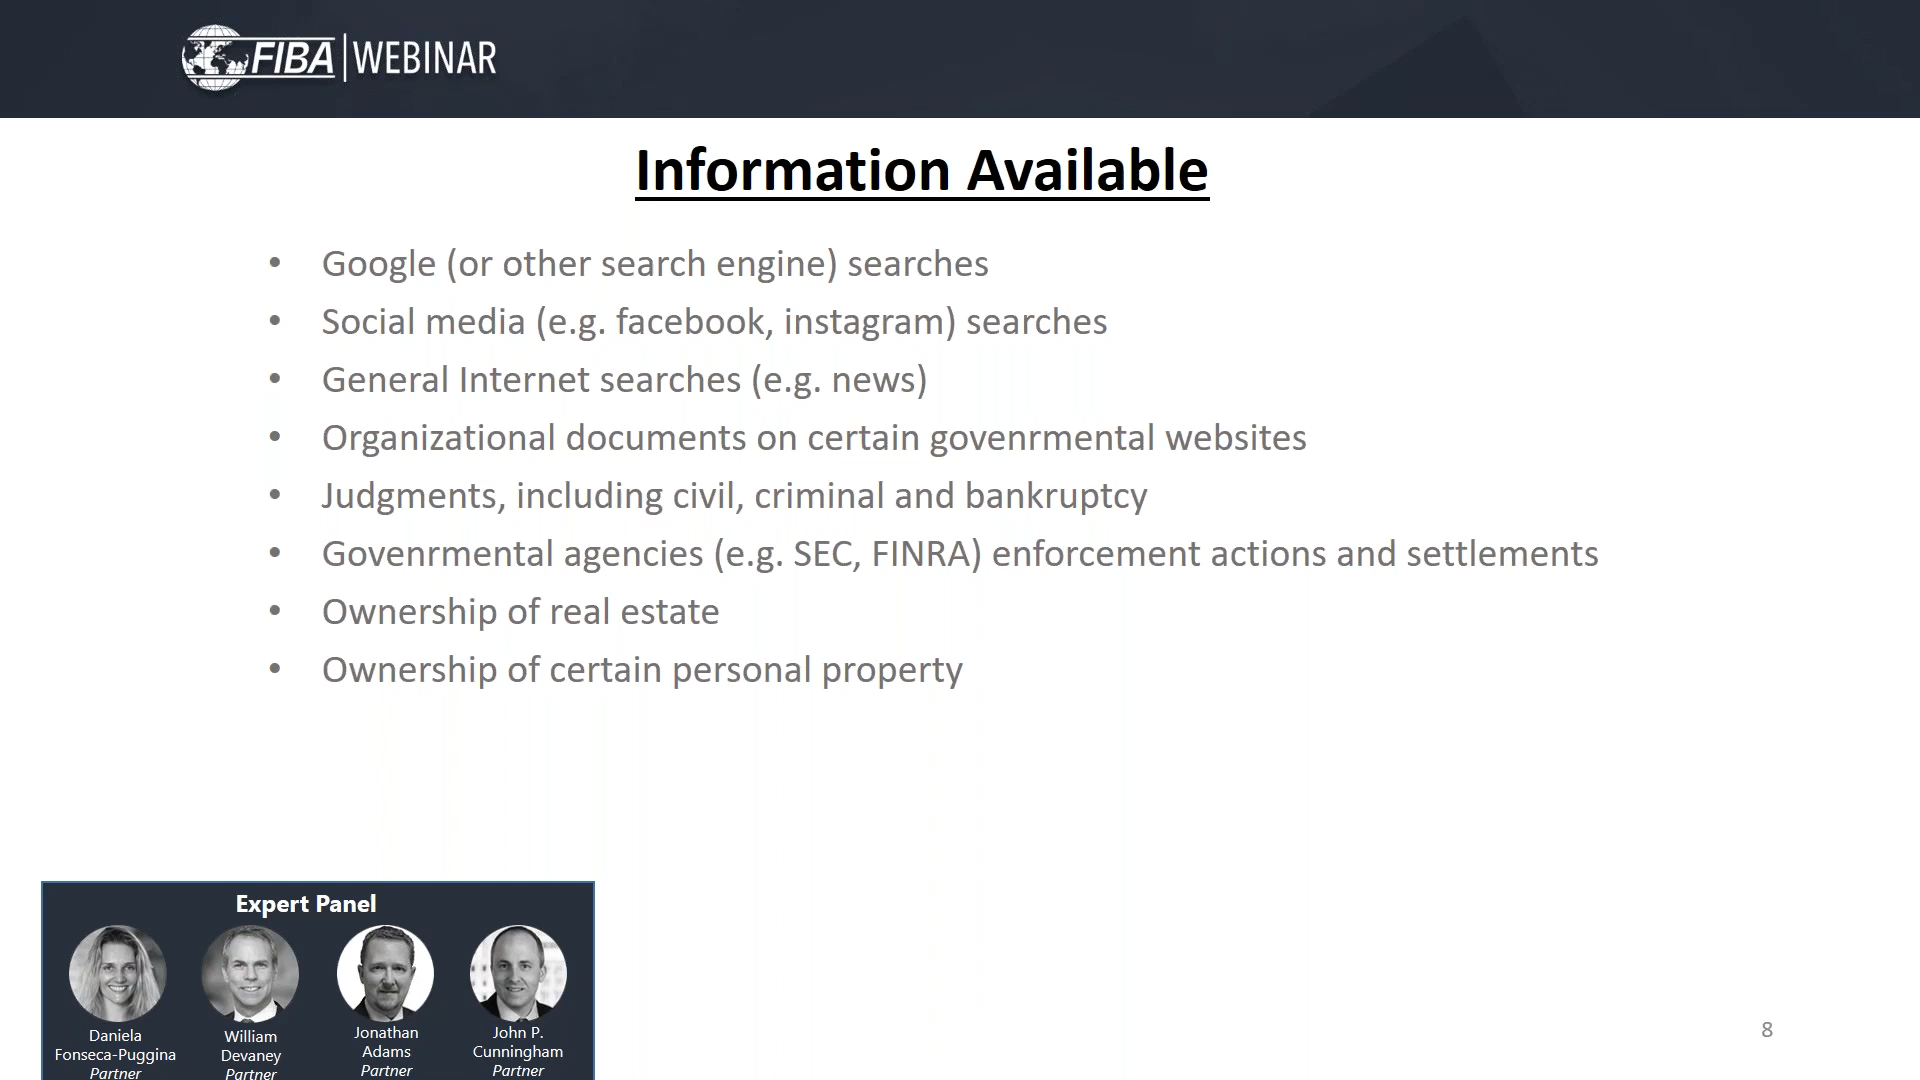 FIBA | WEBINAR
Information Available
• Google (or other search engine) searches
• Social media (e.g. facebook, instagram) searches
• General Internet searches (e.g. news)
• Organizational documents on certain govenrmental websites
• Judgments, including civil, criminal and bankruptcy
• Govenrmental agencies (e.g. SEC, FINRA) enforcement actions and settlements
• Ownership of real estate
• Ownership of certain personal property
Expert Panel
Daniela
Fonseca-Puggina
Partner
William
Devaney
Partner
Jonathan
Adams
Partner
John P.
Cunningham
Partner
8